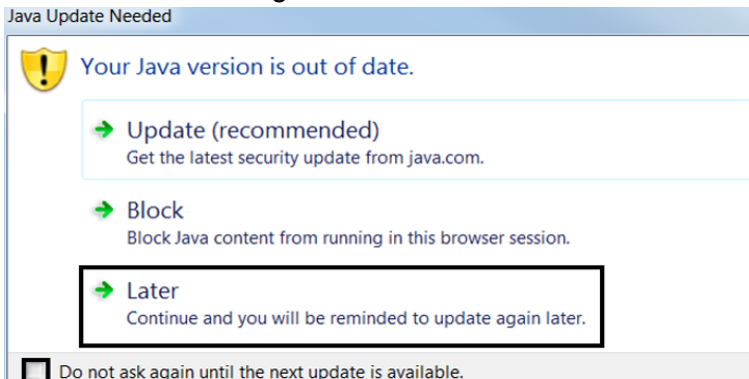 Java Update Needed
Your Java version is out of date.
Update (recommended)
Get the latest security update from java.com.
Block
Block Java content from running in this browser session.
Later
Continue and you will be reminded to update again later.
Do not ask again until the next update is available.